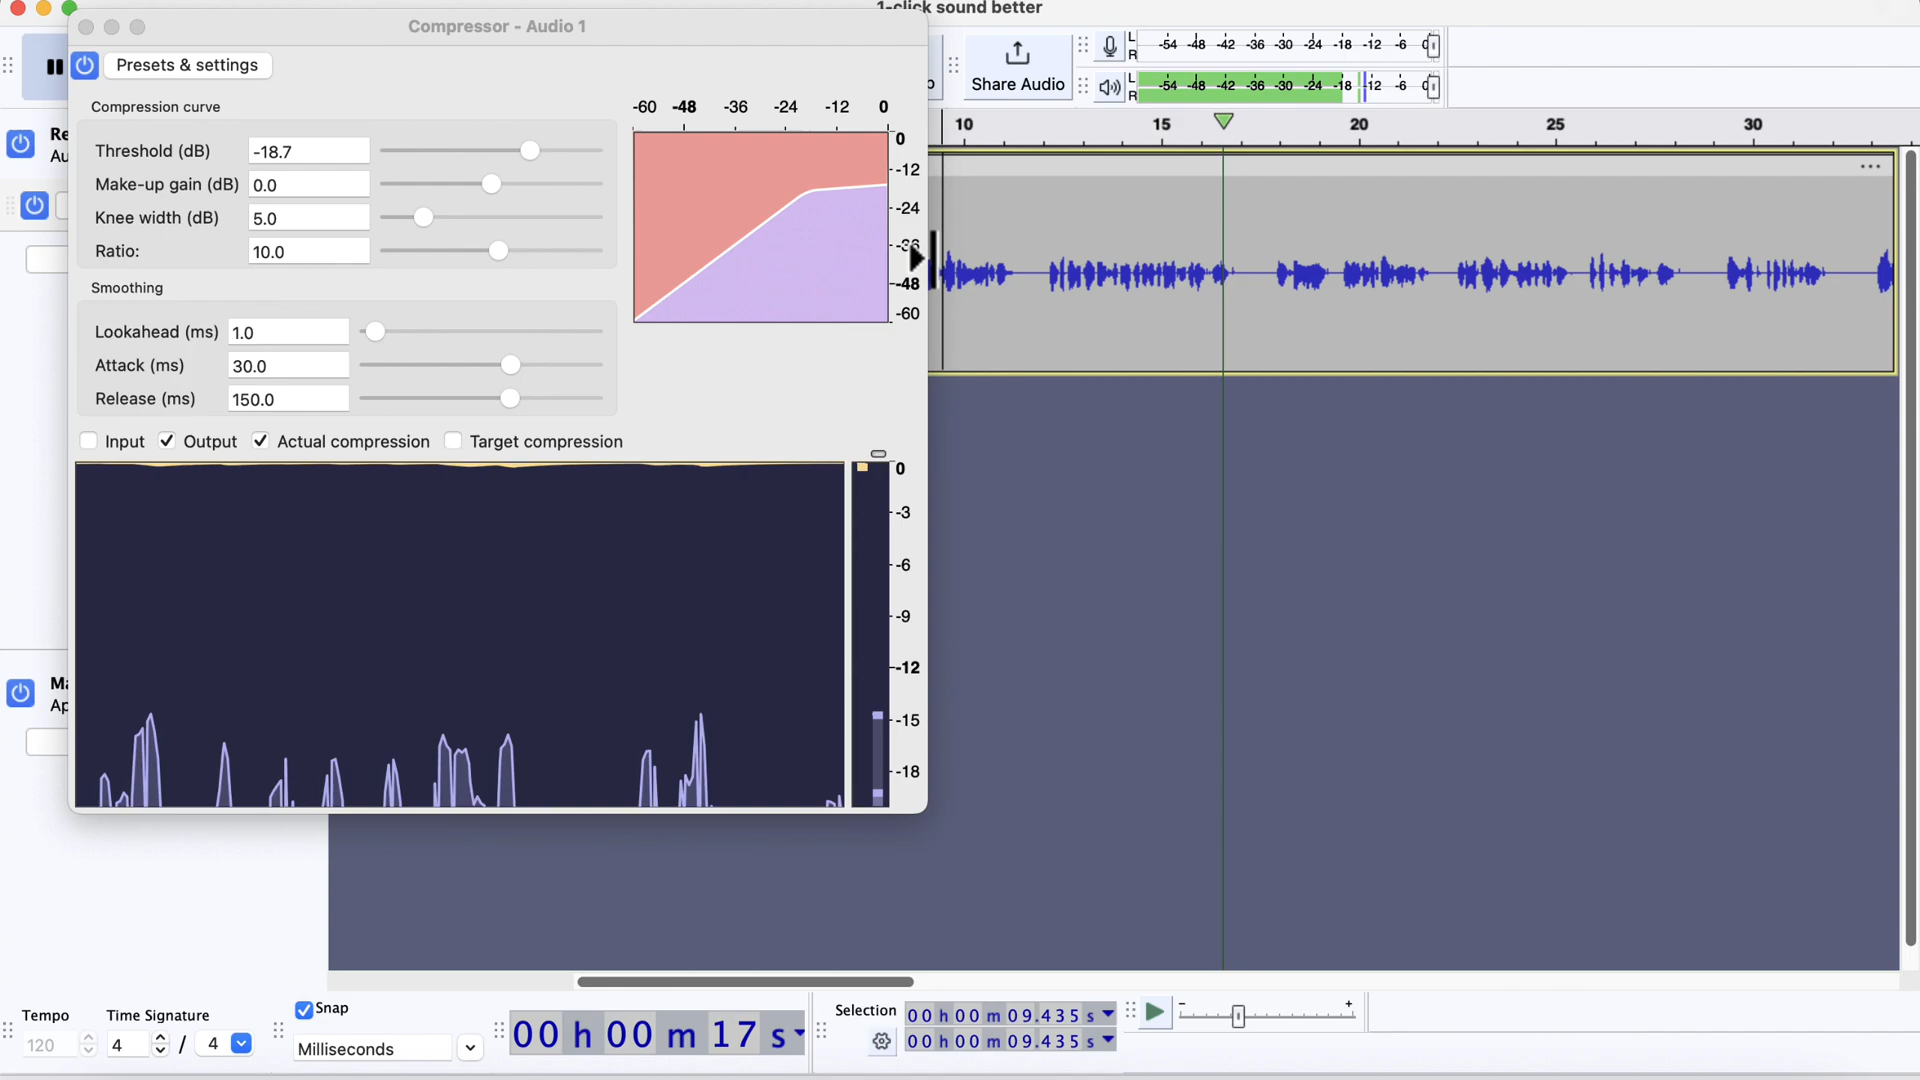 1-click sound better
Compressor - Audio 1
Presets & settings
Share Audio
L
R
-54 -48 -42 -36 -30 -24 -18 -12 -6 0
L
R
-54 -48 -42 -36 -30 -24 -18 -12 -6 0
Compression curve
-60 -48 -36 -24 -12 0
10 15 20 25 30
Threshold (dB) -18.7
Make-up gain (dB) 0.0
Knee width (dB) 5.0
Ratio: 10.0
0
-12
-24
-36
-48
-60
Smoothing
Lookahead (ms) 1.0
Attack (ms) 30.0
Release (ms) 150.0
Input Output Actual compression Target compression
0
-3
-6
-9
-12
-15
-18
Re
Au
Ma
Ap
Tempo
120
Time Signature
4 / 4
Snap
Milliseconds
00 h 00 m 17 s
Selection
00 h 00 m 09.435 s
00 h 00 m 09.435 s
- +